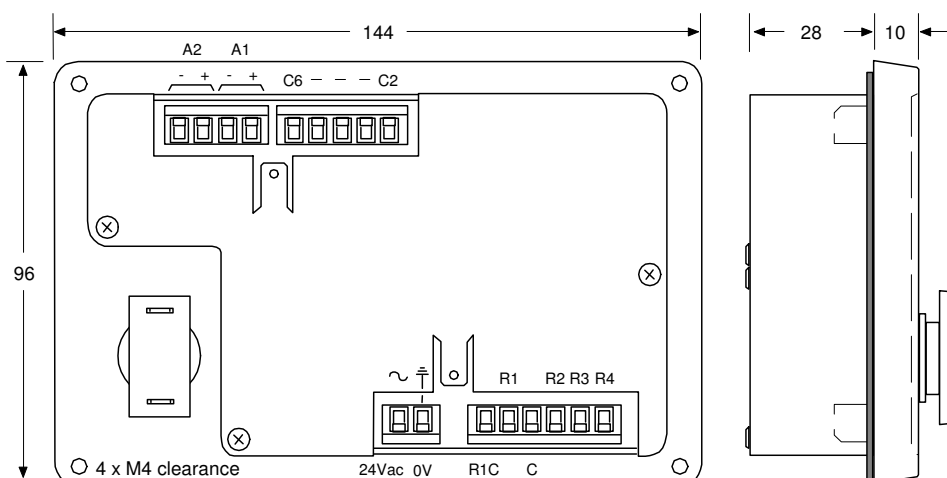 144
28
10
A2 A1
- + - +
C6 – – – C2
96
R1 R2 R3 R4
4 x M4 clearance
24Vac 0V R1C C